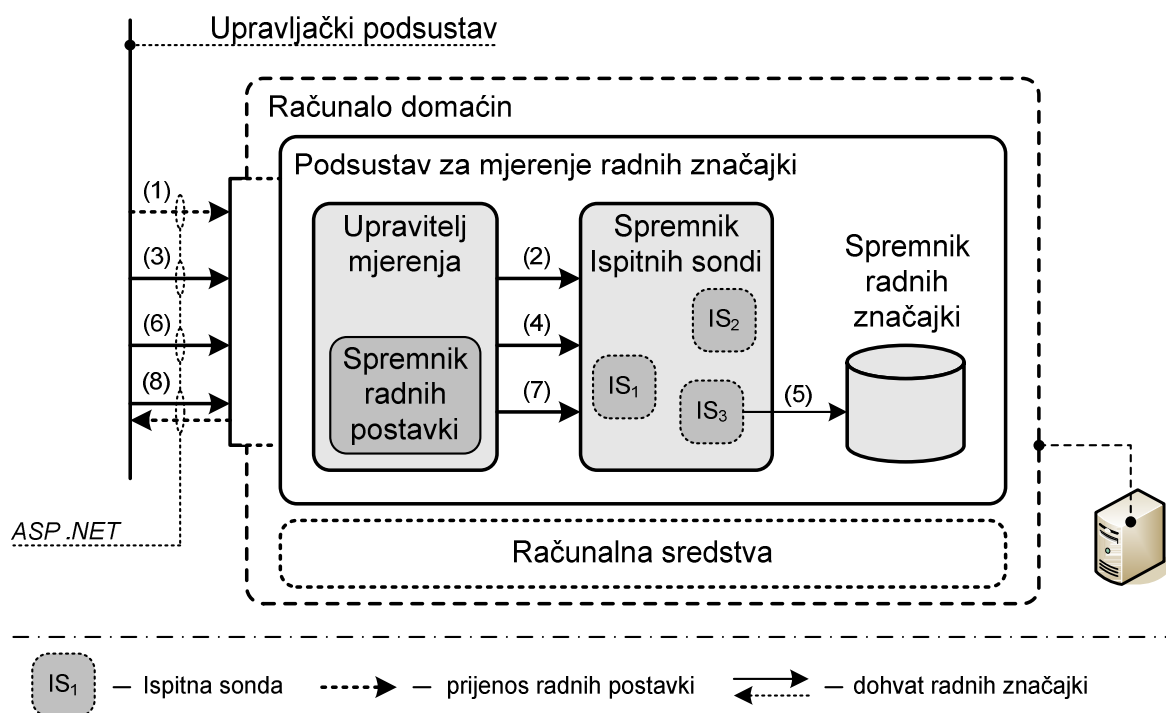 Upravljački podsustav
Računalo domaćin
Podsustav za mjerenje radnih značajki
(1)
(3)
(6)
(8)
Upravitelj
mjerenja
Spremnik
radnih
postavki
(2)
(4)
(7)
Spremnik
Ispitnih sondi
IS₂
IS₁
IS₃
(5)
Spremnik
radnih
značajki
ASP .NET
Računalna sredstva
IS₁ — Ispitna sonda — prijenos radnih postavki — dohvat radnih značajki